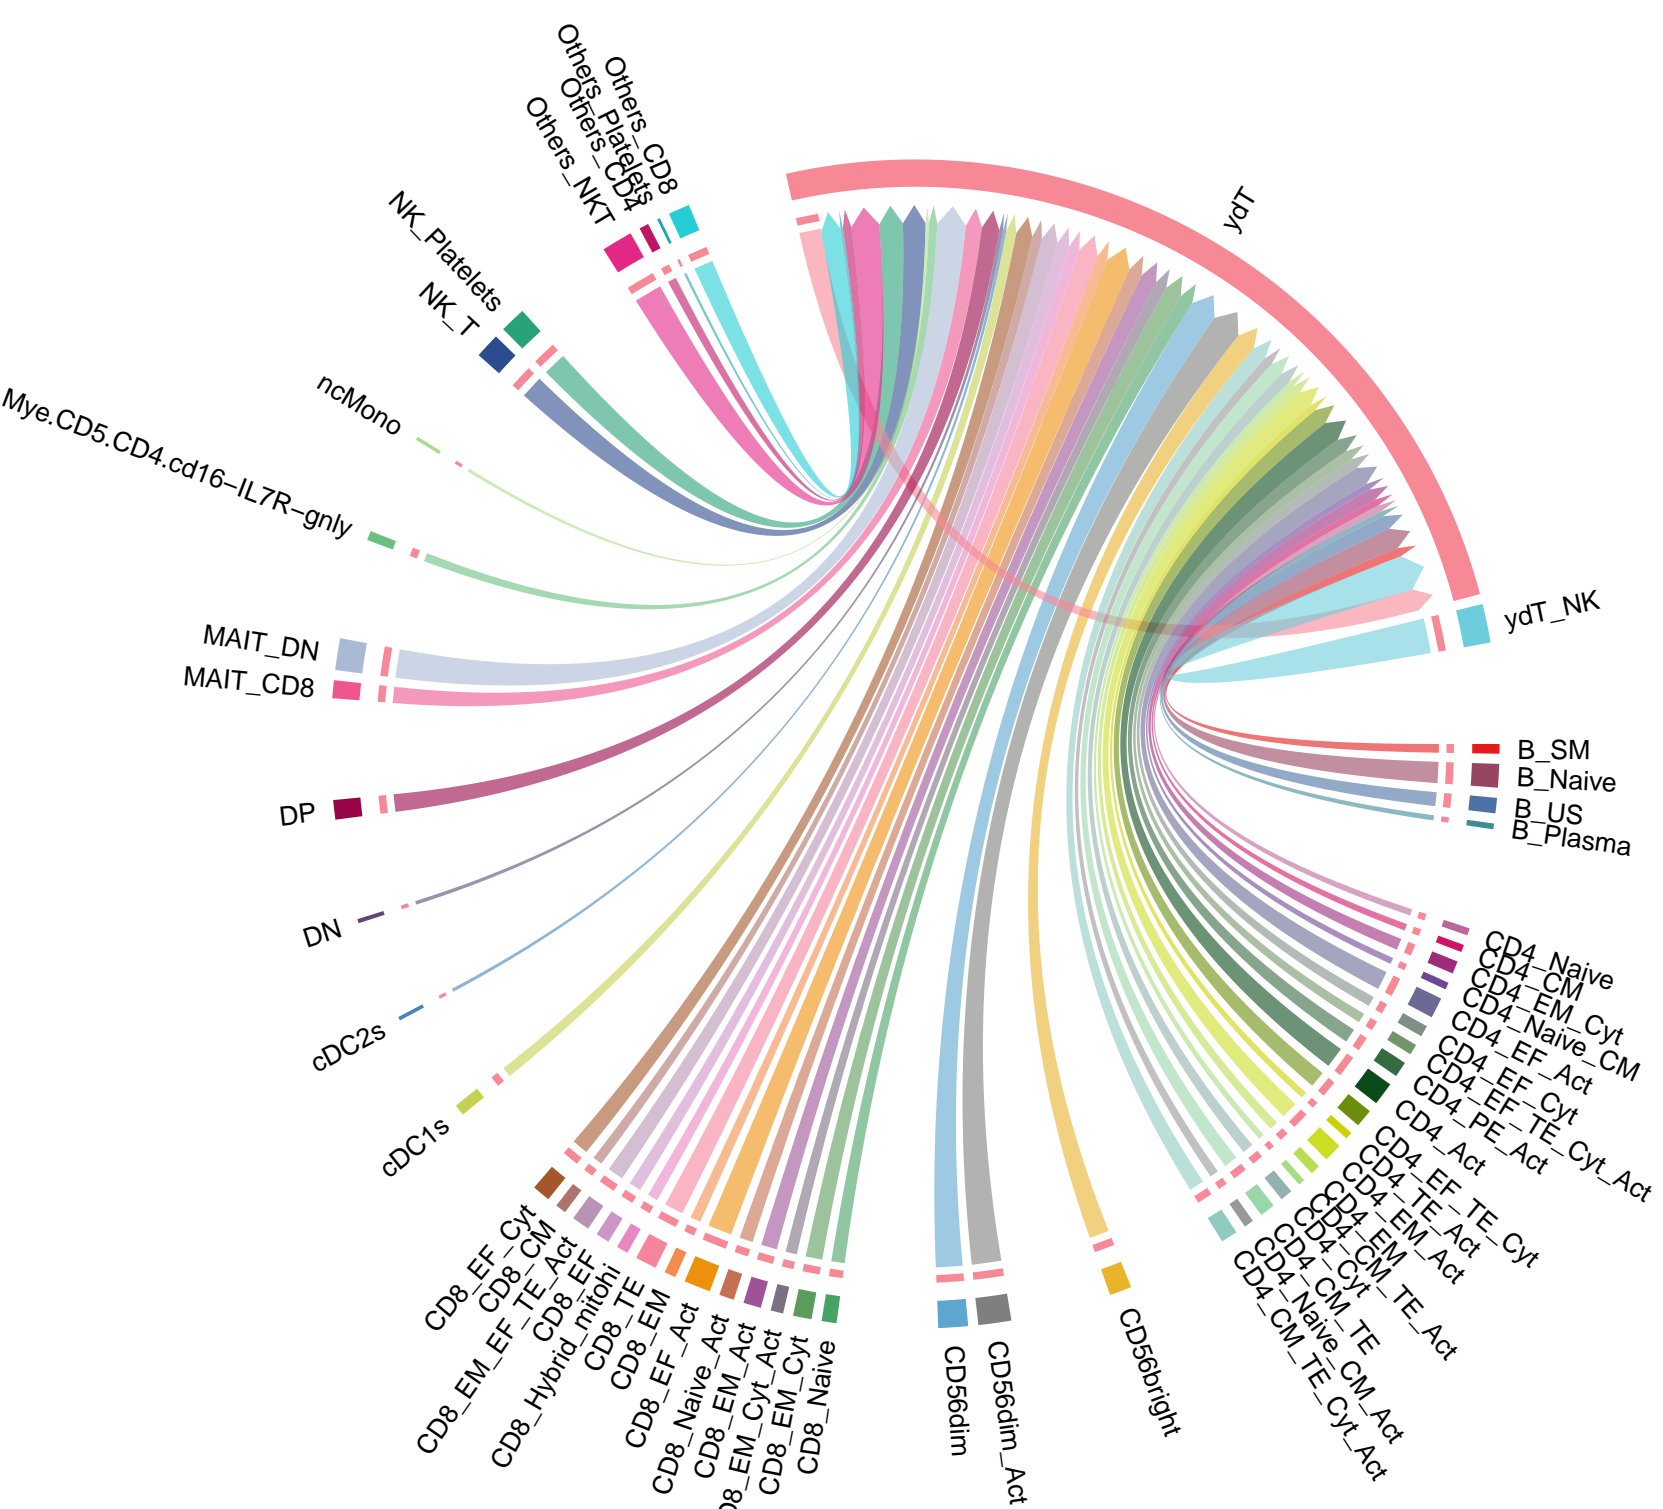 Others_CD8
Others_Platelets
Others_CD4
Others_NKT
NK_Platelets
NK_T
ncMono
Mye.CD5.CD4.cd16−IL7R−gnly
MAIT_DN
MAIT_CD8
DP
DN
cDC2s
cDC1s
CD8_EF_Cyt
CD8_CM
CD8_EM_EF_TE_Act
CD8_EF
CD8_Hybrid_mitohi
CD8_TE
CD8_EM
CD8_EF_Act
CD8_Naive_Act
CD8_EM_Act
D8_EM_Cyt_Act
CD8_EM_Cyt
CD8_Naive
CD56dim
CD56dim_Act
CD56bright
CD4_CM_TE_Cyt_Act
CD4_Naive_CM_Act
CD4_CM_TE
CD4_Cyt
CD4_CM_TE_Act
CD4_EM
CD4_EM_Act
CD4_TE_Act
CD4_EF_TE_Cyt
CD4_Act
CD4_PE_Act
CD4_EF_TE_Cyt_Act
CD4_EF_Cyt
CD4_EF_Act
CD4_Naive_CM
CD4_EM_Cyt
CD4_CM
CD4_Naive
B_Plasma
B_US
B_Naive
B_SM
ydT_NK
ydT